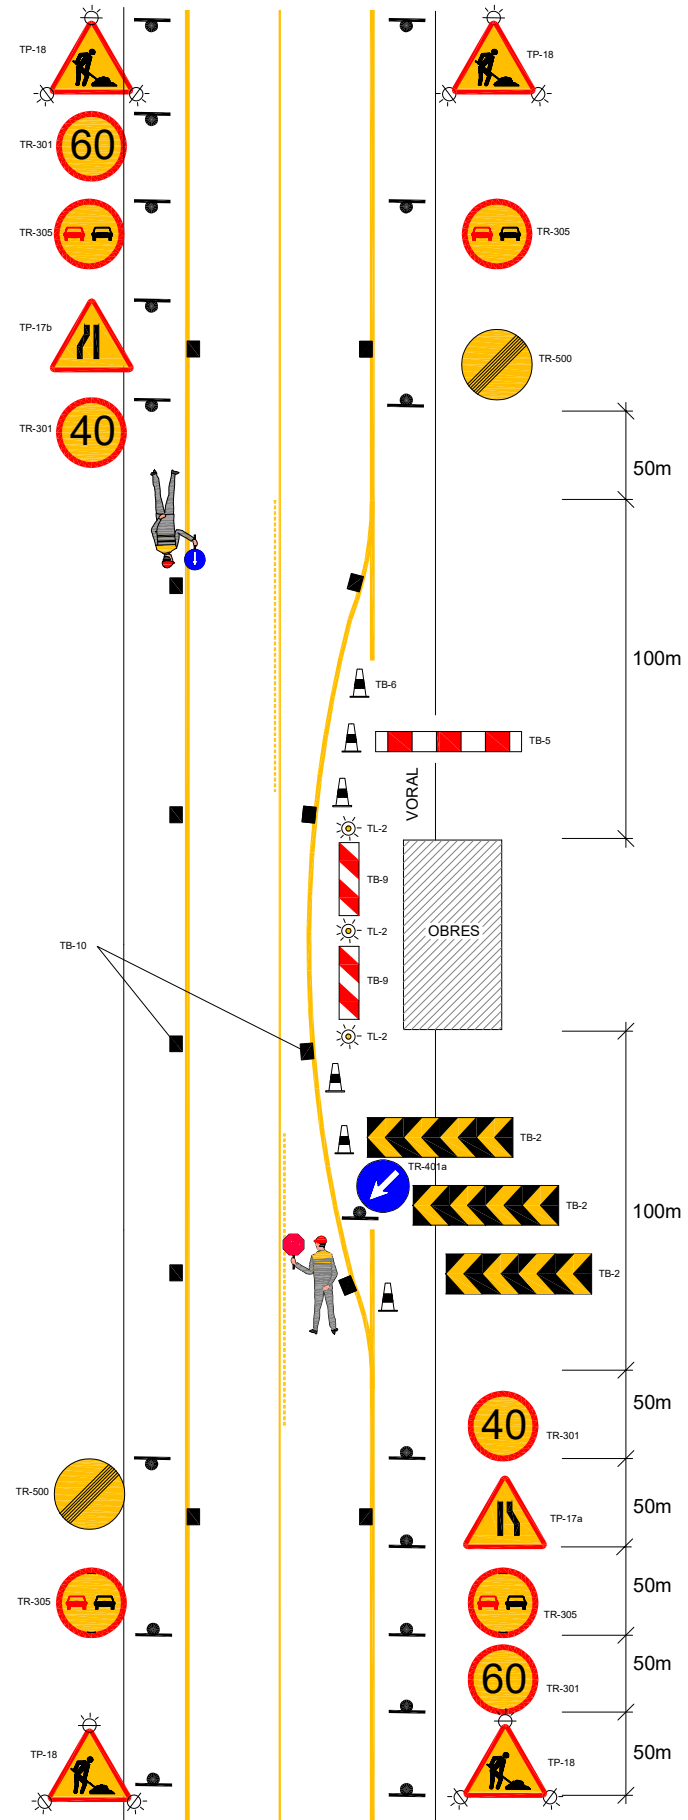 TP-18
TP-18
TR-301
60
TR-305
TR-305
TP-17b
TR-500
TR-301
40
50m
100m
TB-6
TB-5
VORAL
TL-2
TB-9
TL-2
OBRES
TB-10
TB-9
TL-2
TB-2
TR-401a
TB-2
100m
TB-2
50m
40
TR-301
TR-500
50m
TP-17a
50m
TR-305
TR-305
50m
60
TR-301
50m
TP-18
TP-18